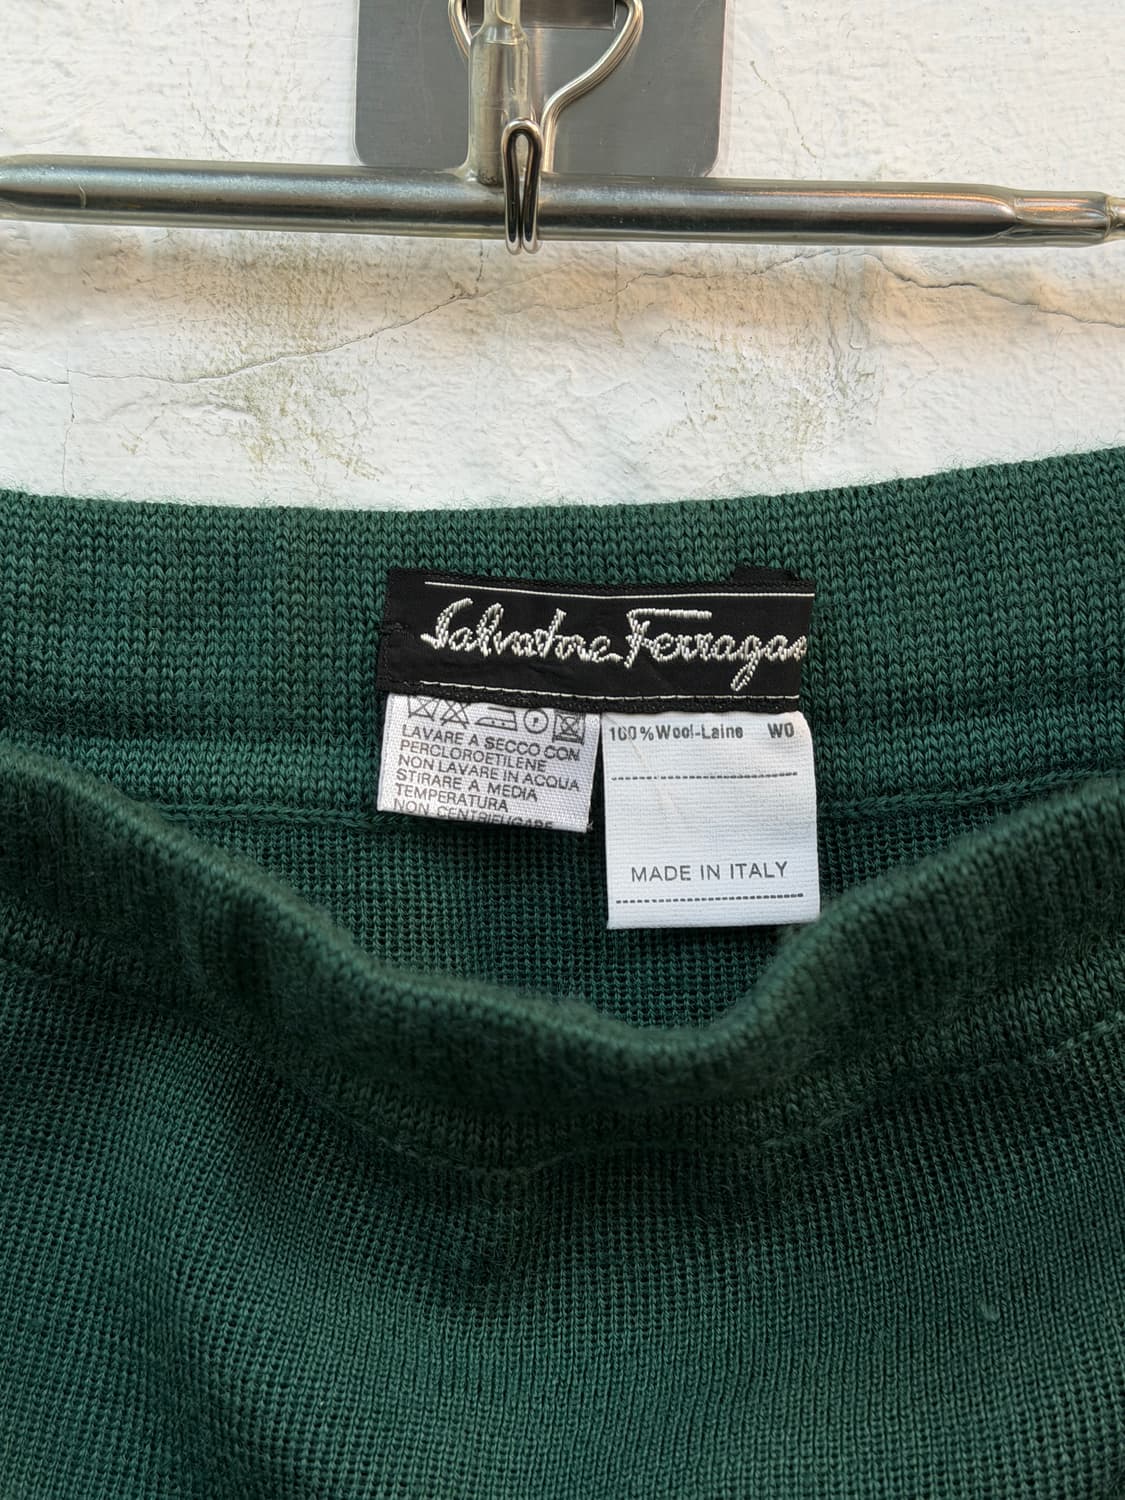 Salvatore Ferragam
LAVARE A SECCO CON
PERCLOROETILENE
NON LAVARE IN ACQUA
STIRARE A MEDIA
TEMPERATURA
NON CENTRIFUGARE
100%Wool-Laine WO
MADE IN ITALY